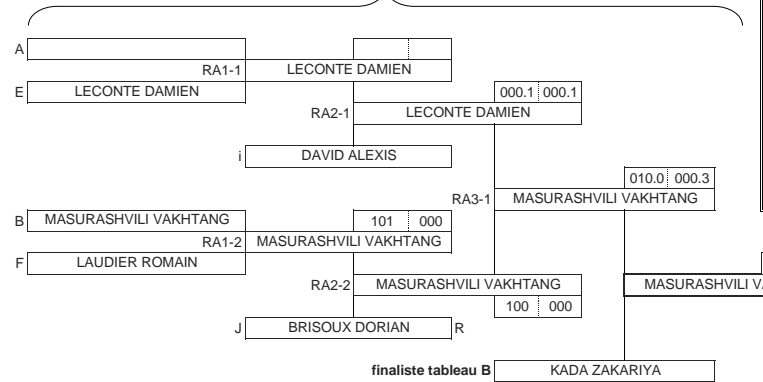 A
RA1-1 LECONTE DAMIEN
E LECONTE DAMIEN 000.1 000.1
RA2-1 LECONTE DAMIEN
i DAVID ALEXIS
010.0 000.3
RA3-1 MASURASHVILI VAKHTANG
B MASURASHVILI VAKHTANG 101 000
RA1-2 MASURASHVILI VAKHTANG
F LAUDIER ROMAIN
RA2-2 MASURASHVILI VAKHTANG MASURASHVILI VA
100 000
J BRISOUX DORIAN R
finaliste tableau B KADA ZAKARIYA